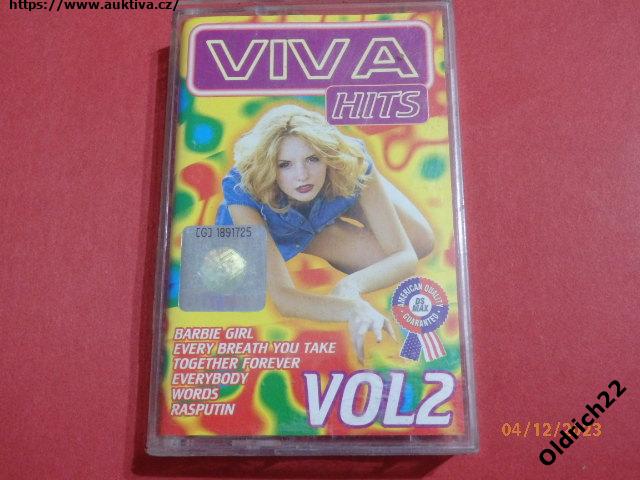 https://www.auktiva.cz/
VIVA
HITS
[G] 1891725
AMERICAN QUALITY
DS
MAX
GUARANTEED
BARBIE GIRL
EVERY BREATH YOU TAKE
TOGETHER FOREVER
EVERYBODY
WORDS
RASPUTIN
VOL2
04/12/2023
Oldrich22